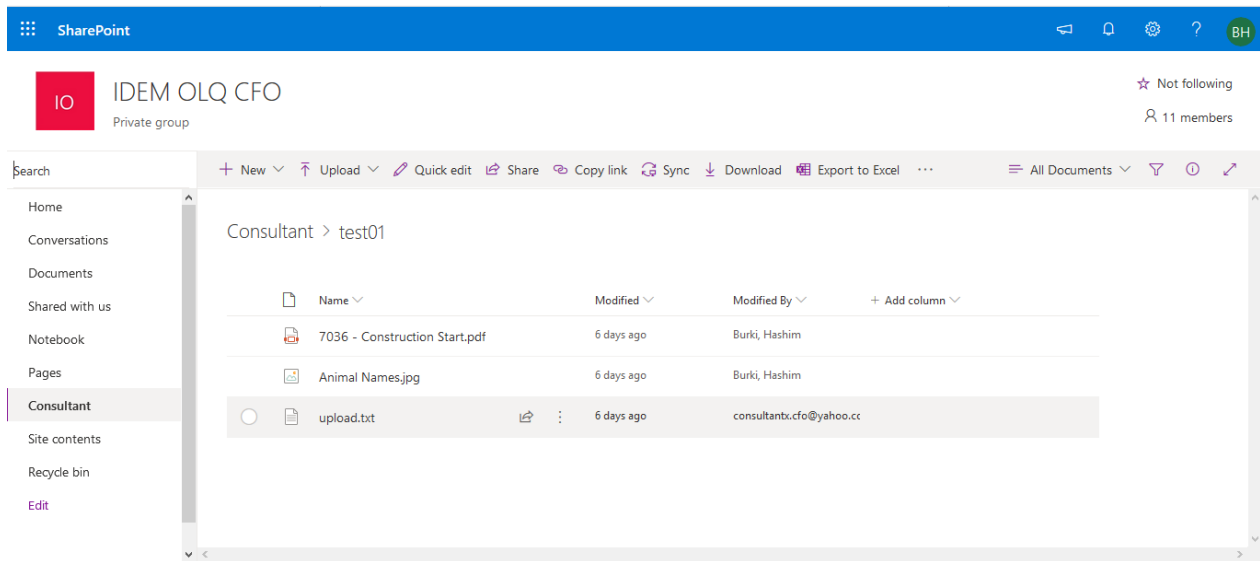 SharePoint
? BH
IO
IDEM OLQ CFO
Private group
Not following
11 members
Search
+ New Upload Quick edit Share Copy link Sync Download Export to Excel ··· All Documents
Home
Conversations
Documents
Shared with us
Notebook
Pages
Consultant
Site contents
Recycle bin
Edit
Consultant > test01
Name Modified Modified By + Add column
7036 - Construction Start.pdf 6 days ago Burki, Hashim
Animal Names.jpg 6 days ago Burki, Hashim
upload.txt 6 days ago consultantx.cfo@yahoo.cc